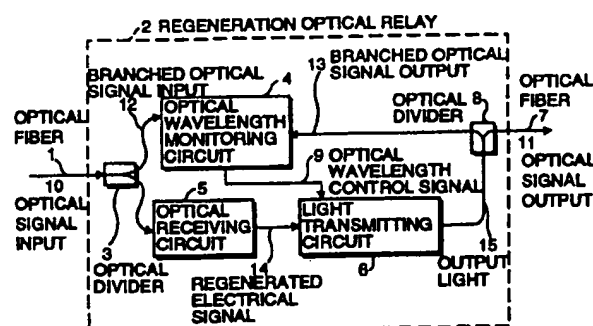 2 REGENERATION OPTICAL RELAY
BRANCHED OPTICAL
SIGNAL INPUT
12
4
OPTICAL
WAVELENGTH
MONITORING
CIRCUIT
13
BRANCHED OPTICAL
SIGNAL OUTPUT
OPTICAL
DIVIDER
8
OPTICAL
FIBER
7
11
OPTICAL
SIGNAL
OUTPUT
OPTICAL
FIBER
1
10
OPTICAL
SIGNAL
INPUT
3
OPTICAL
DIVIDER
9
OPTICAL
WAVELENGTH
CONTROL SIGNAL
5
OPTICAL
RECEIVING
CIRCUIT
14
REGENERATED
ELECTRICAL
SIGNAL
LIGHT
TRANSMITTING
CIRCUIT
6
15
OUTPUT
LIGHT